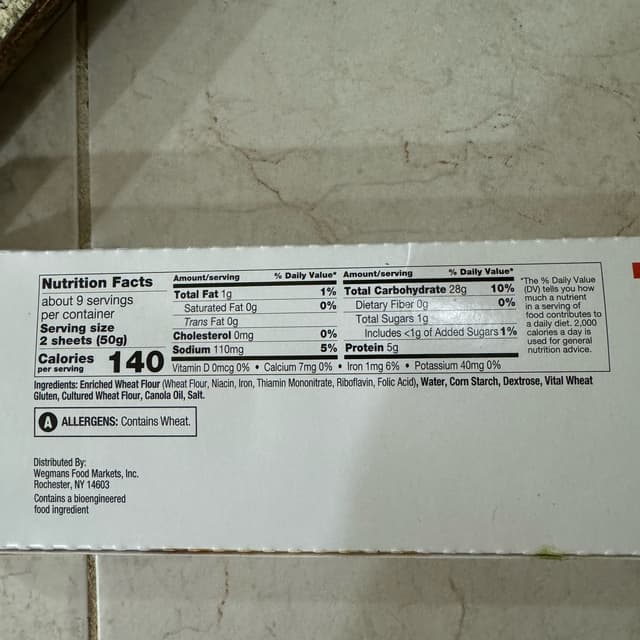 Nutrition Facts
about 9 servings
per container
Serving size
2 sheets (50g)
Calories
per serving
140
Amount/serving % Daily Value*
Total Fat 1g 1%
Saturated Fat 0g 0%
Trans Fat 0g
Cholesterol 0mg 0%
Sodium 110mg 5%
Amount/serving % Daily Value*
Total Carbohydrate 28g 10%
Dietary Fiber 0g 0%
Total Sugars 1g
Includes <1g of Added Sugars 1%
Protein 5g
Vitamin D 0mcg 0% • Calcium 7mg 0% • Iron 1mg 6% • Potassium 40mg 0%
*The % Daily Value
(DV) tells you how
much a nutrient
in a serving of
food contributes to
a daily diet. 2,000
calories a day is
used for general
nutrition advice.
Ingredients: Enriched Wheat Flour (Wheat Flour, Niacin, Iron, Thiamin Mononitrate, Riboflavin, Folic Acid), Water, Corn Starch, Dextrose, Vital Wheat
Gluten, Cultured Wheat Flour, Canola Oil, Salt.
A ALLERGENS: Contains Wheat.
Distributed By:
Wegmans Food Markets, Inc.
Rochester, NY 14603
Contains a bioengineered
food ingredient